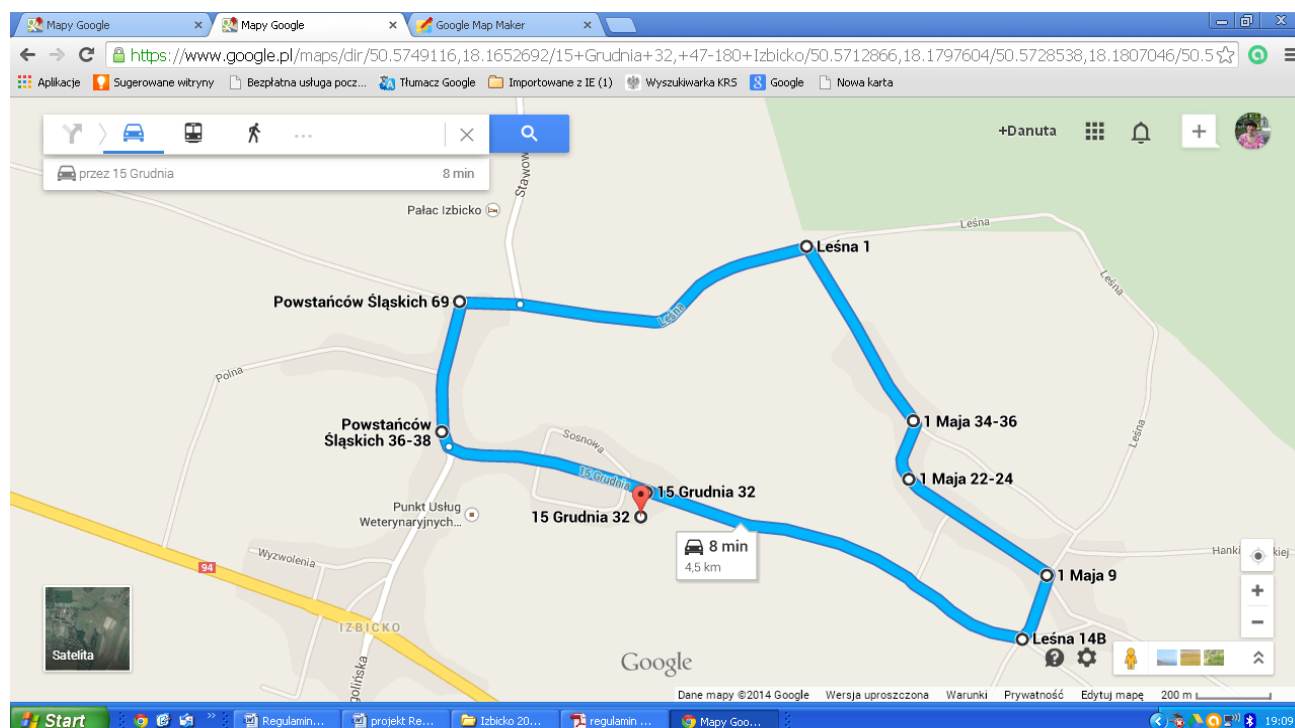 Mapy Google
Mapy Google
Google Map Maker
https://www.google.pl/maps/dir/50.5749116,18.1652692/15+Grudnia+32,+47-180+Izbicko/50.5712866,18.1797604/50.5728538,18.1807046/50.5
Aplikacje
Sugerowane witryny
Bezpłatna usługa pocz...
Tłumacz Google
Importowane z IE (1)
Wyszukiwarka KRS
Google
Nowa karta
+Danuta
przez 15 Grudnia 8 min
Pałac Izbicko
Leśna
Leśna 1
Leśna
Powstańców Śląskich 69
Leśna
Polna
Powstańców
Śląskich 36-38
Sosnowa
1 Maja 34-36
Leśna
15 Grudnia
1 Maja 22-24
15 Grudnia 32
Punkt Usług
Weterynaryjnych...
15 Grudnia 32
8 min
4,5 km
Wyzwolenia
94
1 Maja 9
IZBICKO
Leśna 14B
Satelita
Google
Dane mapy ©2014 Google Wersja uproszczona Warunki Prywatność Edytuj mapę 200 m
Start
Regulamin...
projekt Re...
Izbicko 20...
regulamin ...
Mapy Goo...
19:09